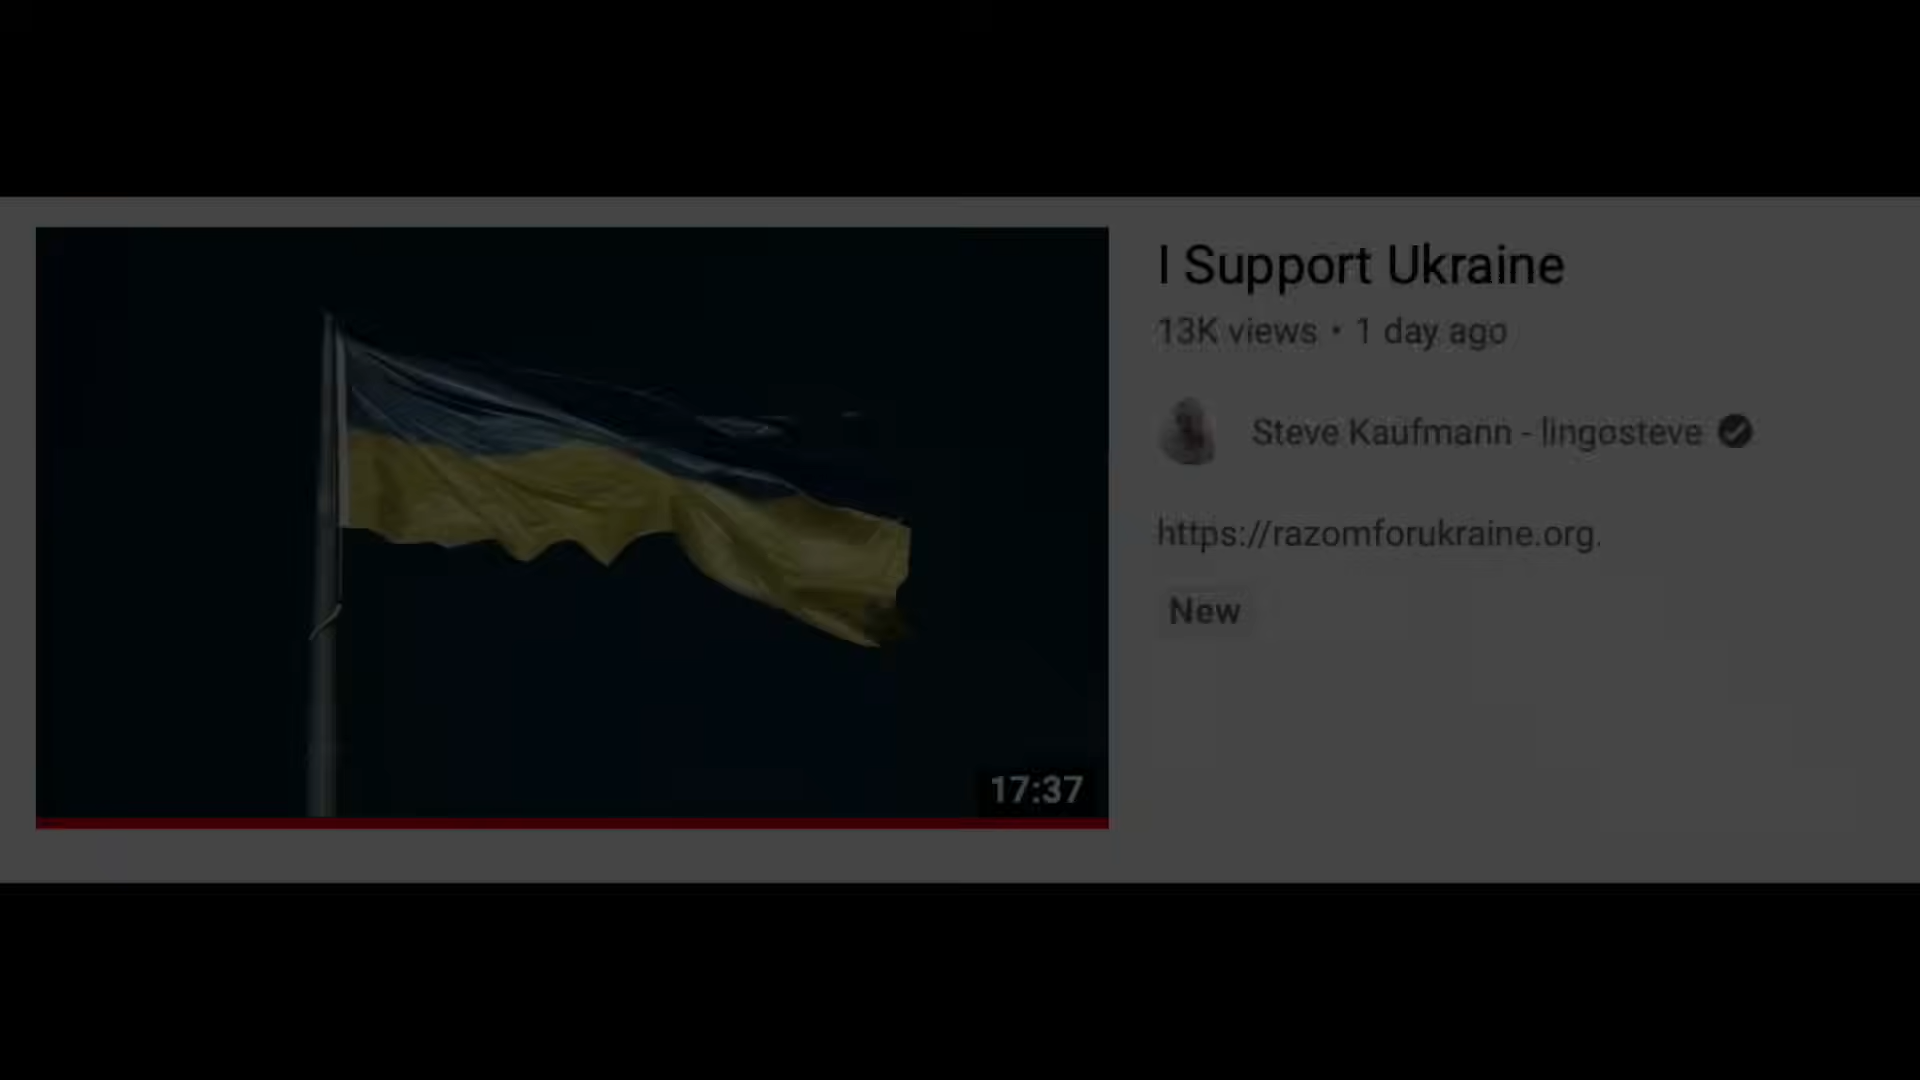 I Support Ukraine
13K views • 1 day ago
Steve Kaufmann - lingosteve
https://razomforukraine.org.
New
17:37